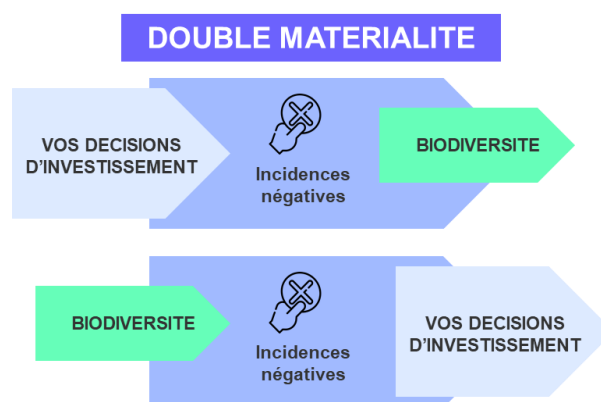 DOUBLE MATERIALITE
VOS DECISIONS
D'INVESTISSEMENT
Incidences
négatives
BIODIVERSITE
BIODIVERSITE
Incidences
négatives
VOS DECISIONS
D'INVESTISSEMENT